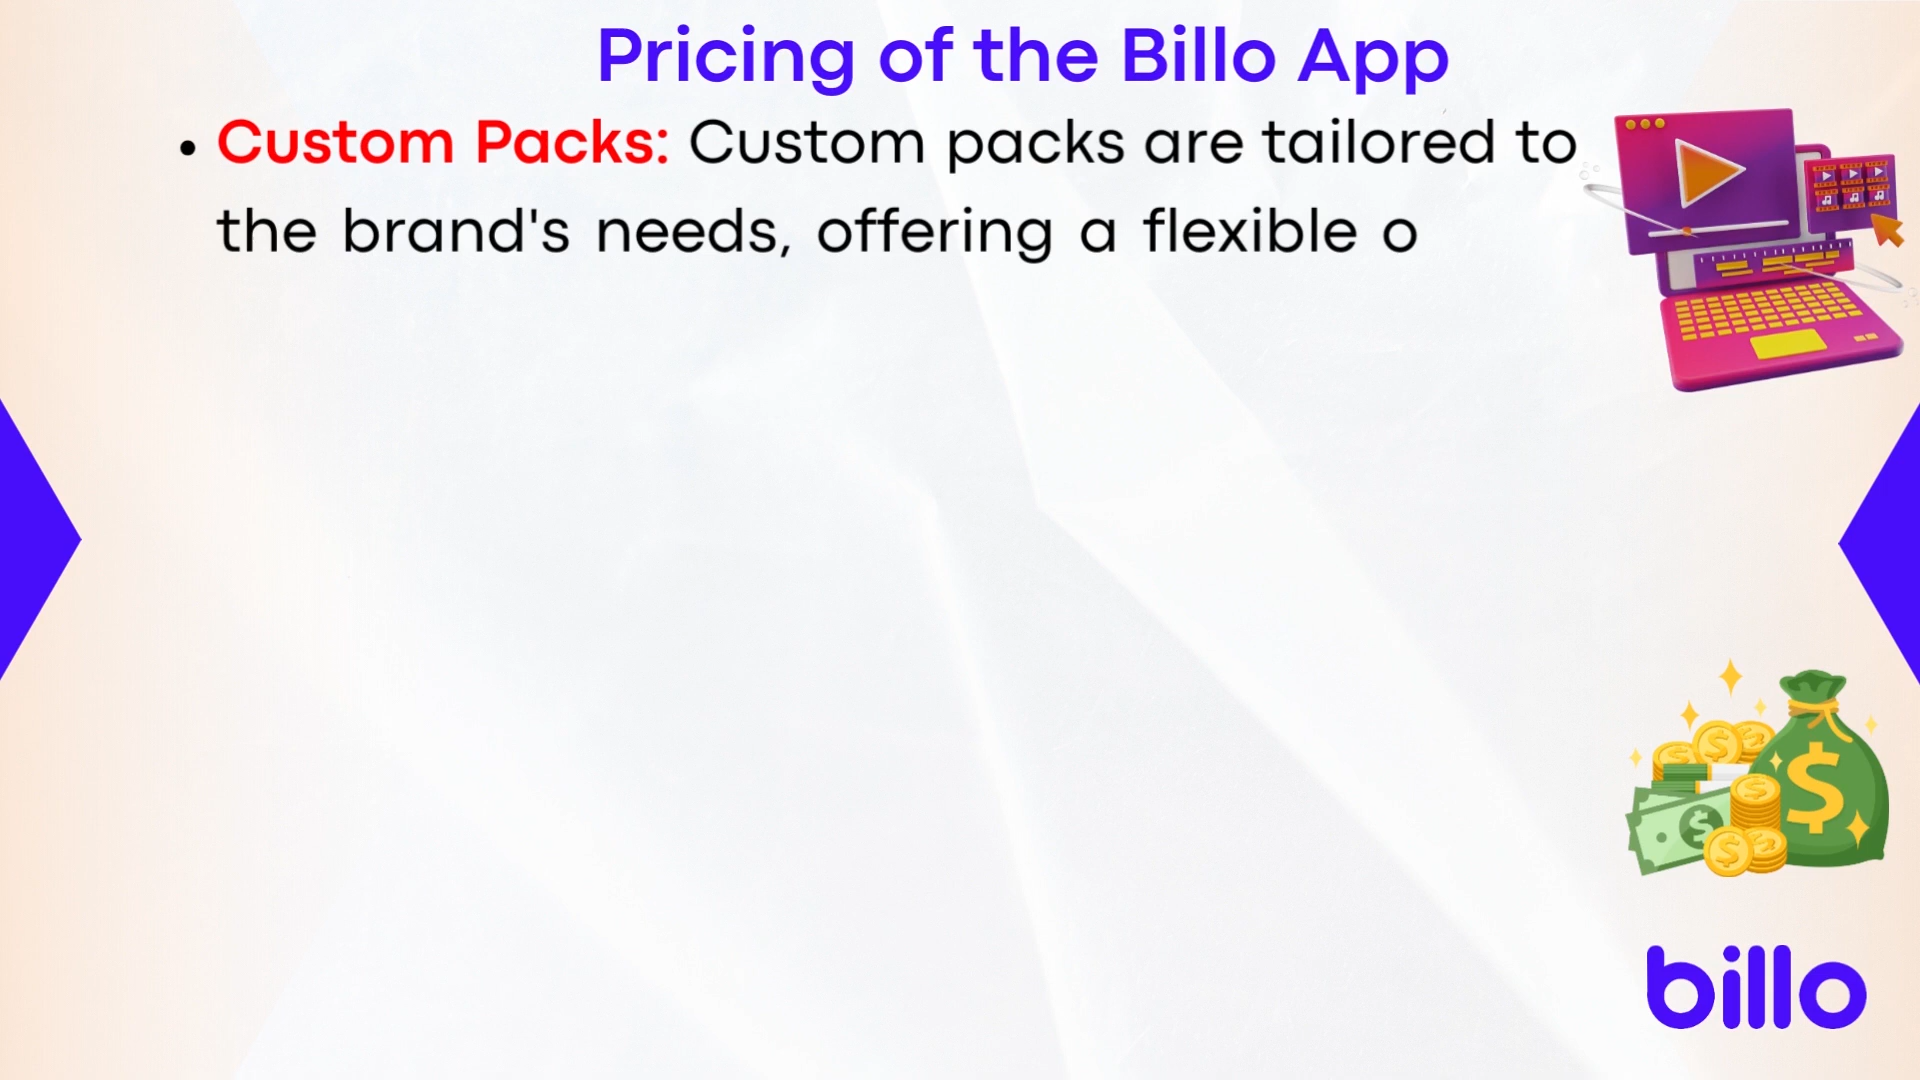 Pricing of the Billo App
• Custom Packs: Custom packs are tailored to
the brand's needs, offering a flexible o
billo